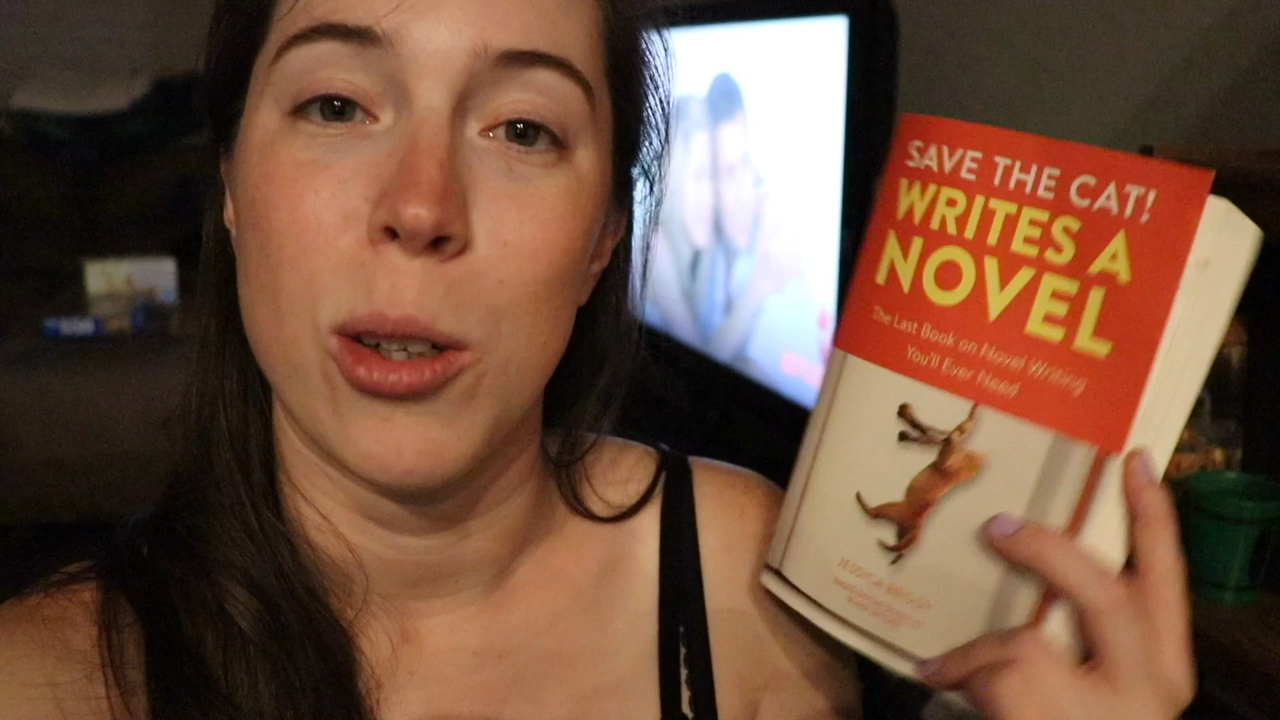 SAVE THE CAT!
WRITES A
NOVEL
The Last Book on Novel Writing
You'll Ever Need